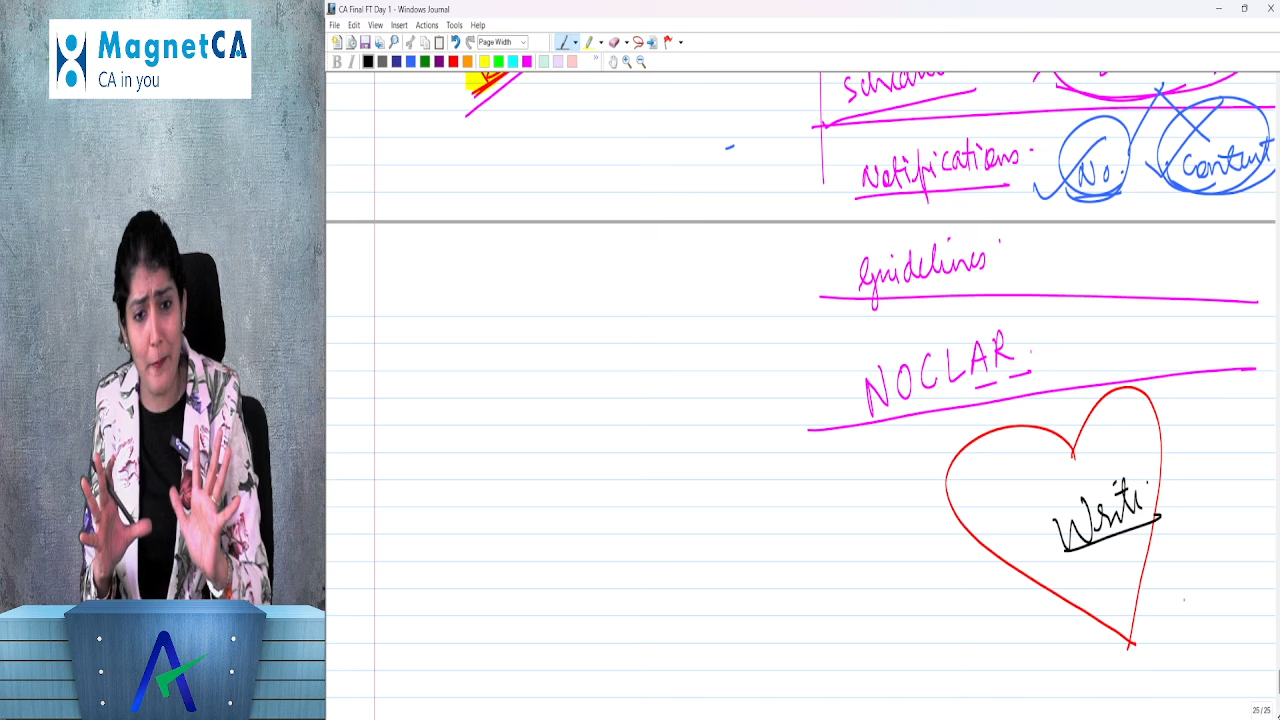 MagnetCA
CA in you
CA Final FT Day 1 - Windows Journal
File Edit View Insert Actions Tools Help
Page Width
B I
Notifications. No. Content
Guidelines
NOCLAR.
Write
25 / 25